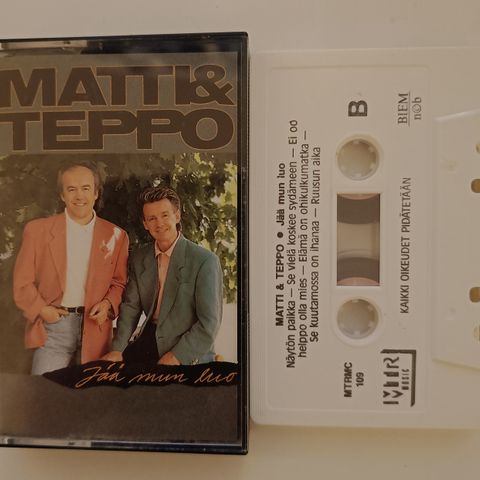 MATTI&
TEPPO
Jää mun luo
B
BIEM
n©b
MATTI & TEPPO • Jää mun luo
Näytön paikka — Se vielä koskee sydämeen — Ei oo
helppo olla mies — Elämä on ohikulkumatka —
Se kuutamossa on ihanaa — Ruusun aika
KAIKKI OIKEUDET PIDÄTETÄÄN
MTRMC
109
MTR
MUSIC